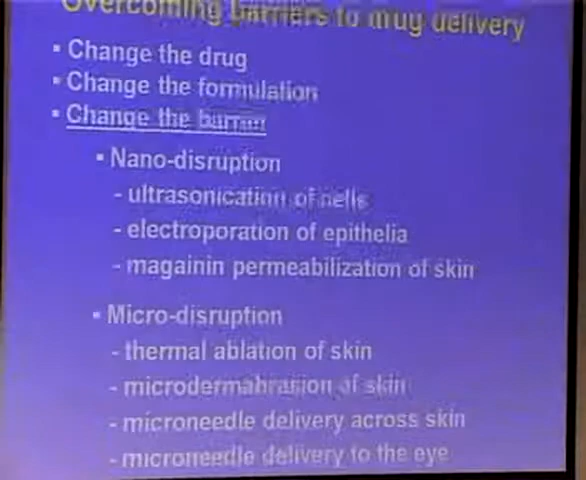 Overcoming barriers to drug delivery
▪ Change the drug
▪ Change the formulation
▪ Change the barrier
▪ Nano-disruption
- ultrasonication of cells
- electroporation of epithelia
- magainin permeabilization of skin
▪ Micro-disruption
- thermal ablation of skin
- microdermabrasion of skin
- microneedle delivery across skin
- microneedle delivery to the eye